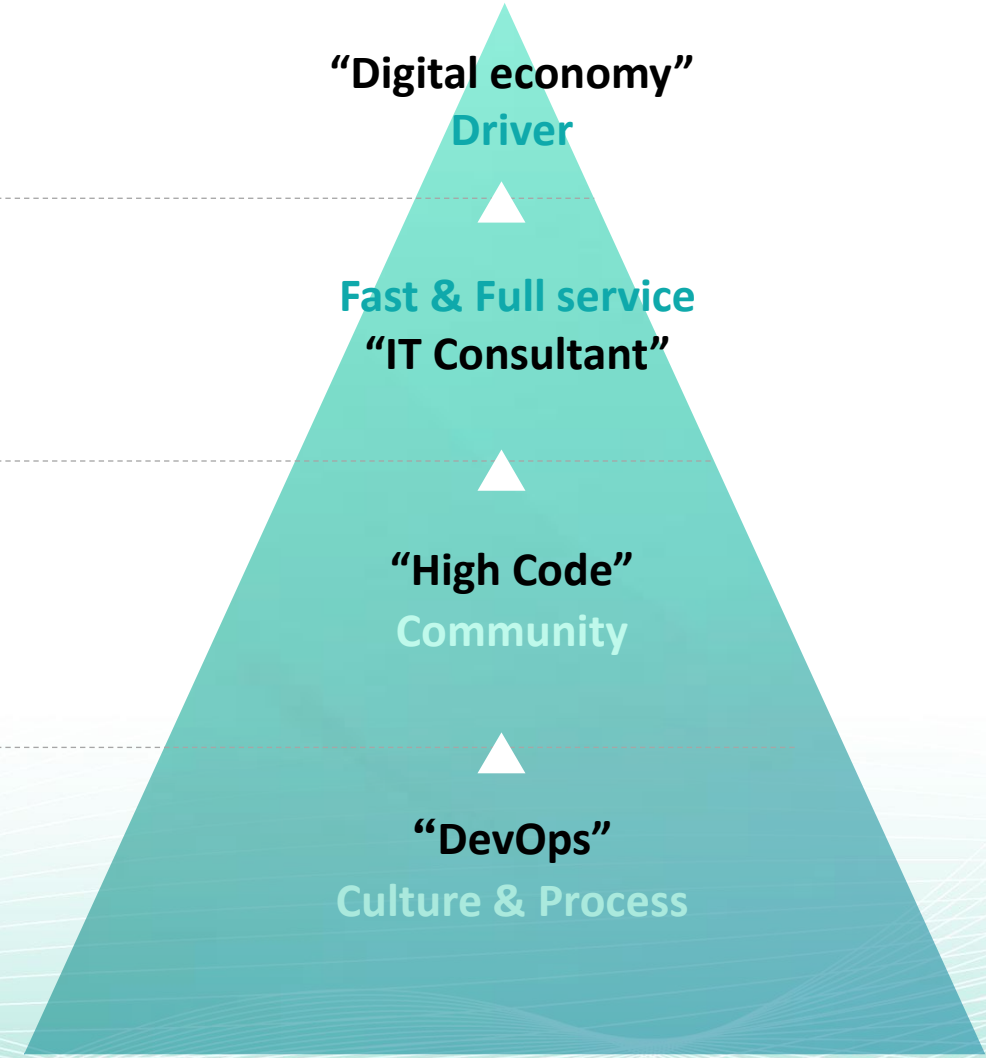 “Digital economy”
Driver
Fast & Full service
“IT Consultant”
“High Code”
Community
“DevOps”
Culture & Process